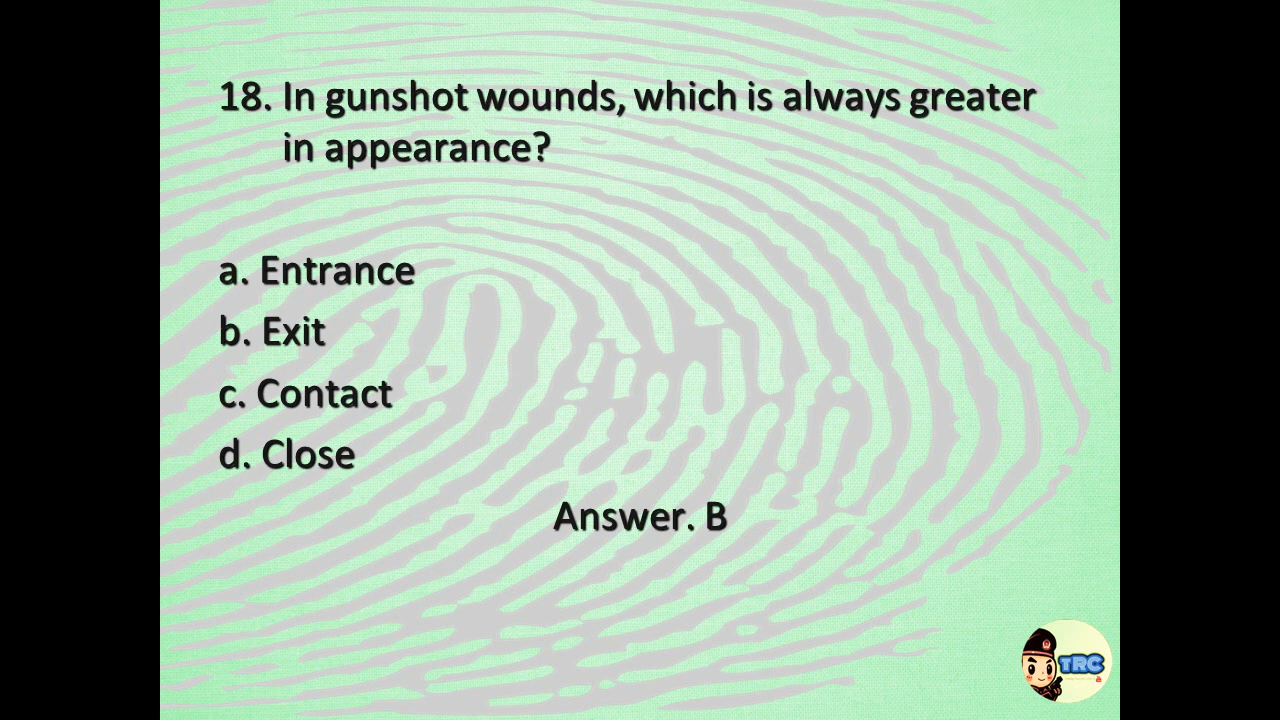 18. In gunshot wounds, which is always greater
in appearance?
a. Entrance
b. Exit
c. Contact
d. Close
Answer. B
TRC